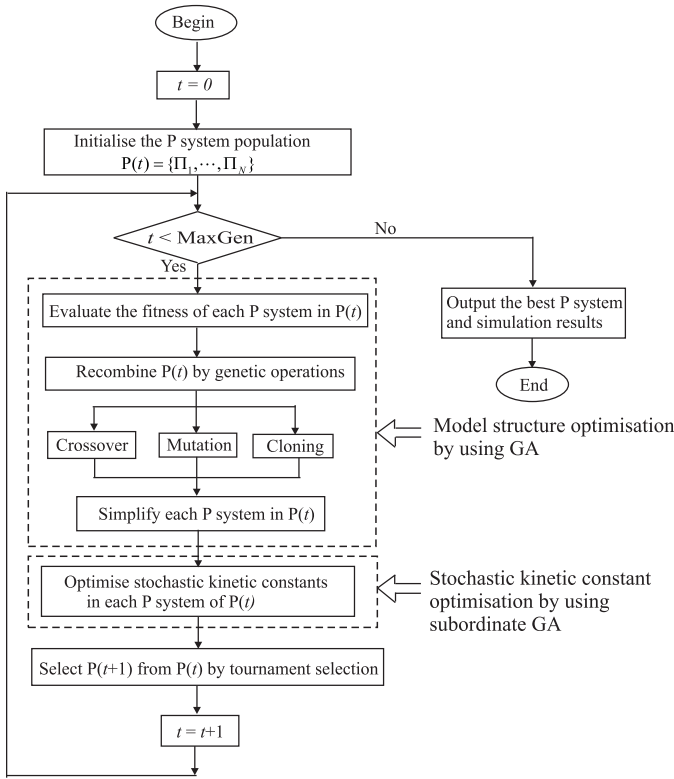 Begin
t = 0
Initialise the P system population
P(t) = {Π₁,⋯,Π_N}
t < MaxGen
No
Yes
Evaluate the fitness of each P system in P(t)
Output the best P system
and simulation results
Recombine P(t) by genetic operations
End
Crossover
Mutation
Cloning
Model structure optimisation
by using GA
Simplify each P system in P(t)
Optimise stochastic kinetic constants
in each P system of P(t)
Stochastic kinetic constant
optimisation by using
subordinate GA
Select P(t+1) from P(t) by tournament selection
t = t+1